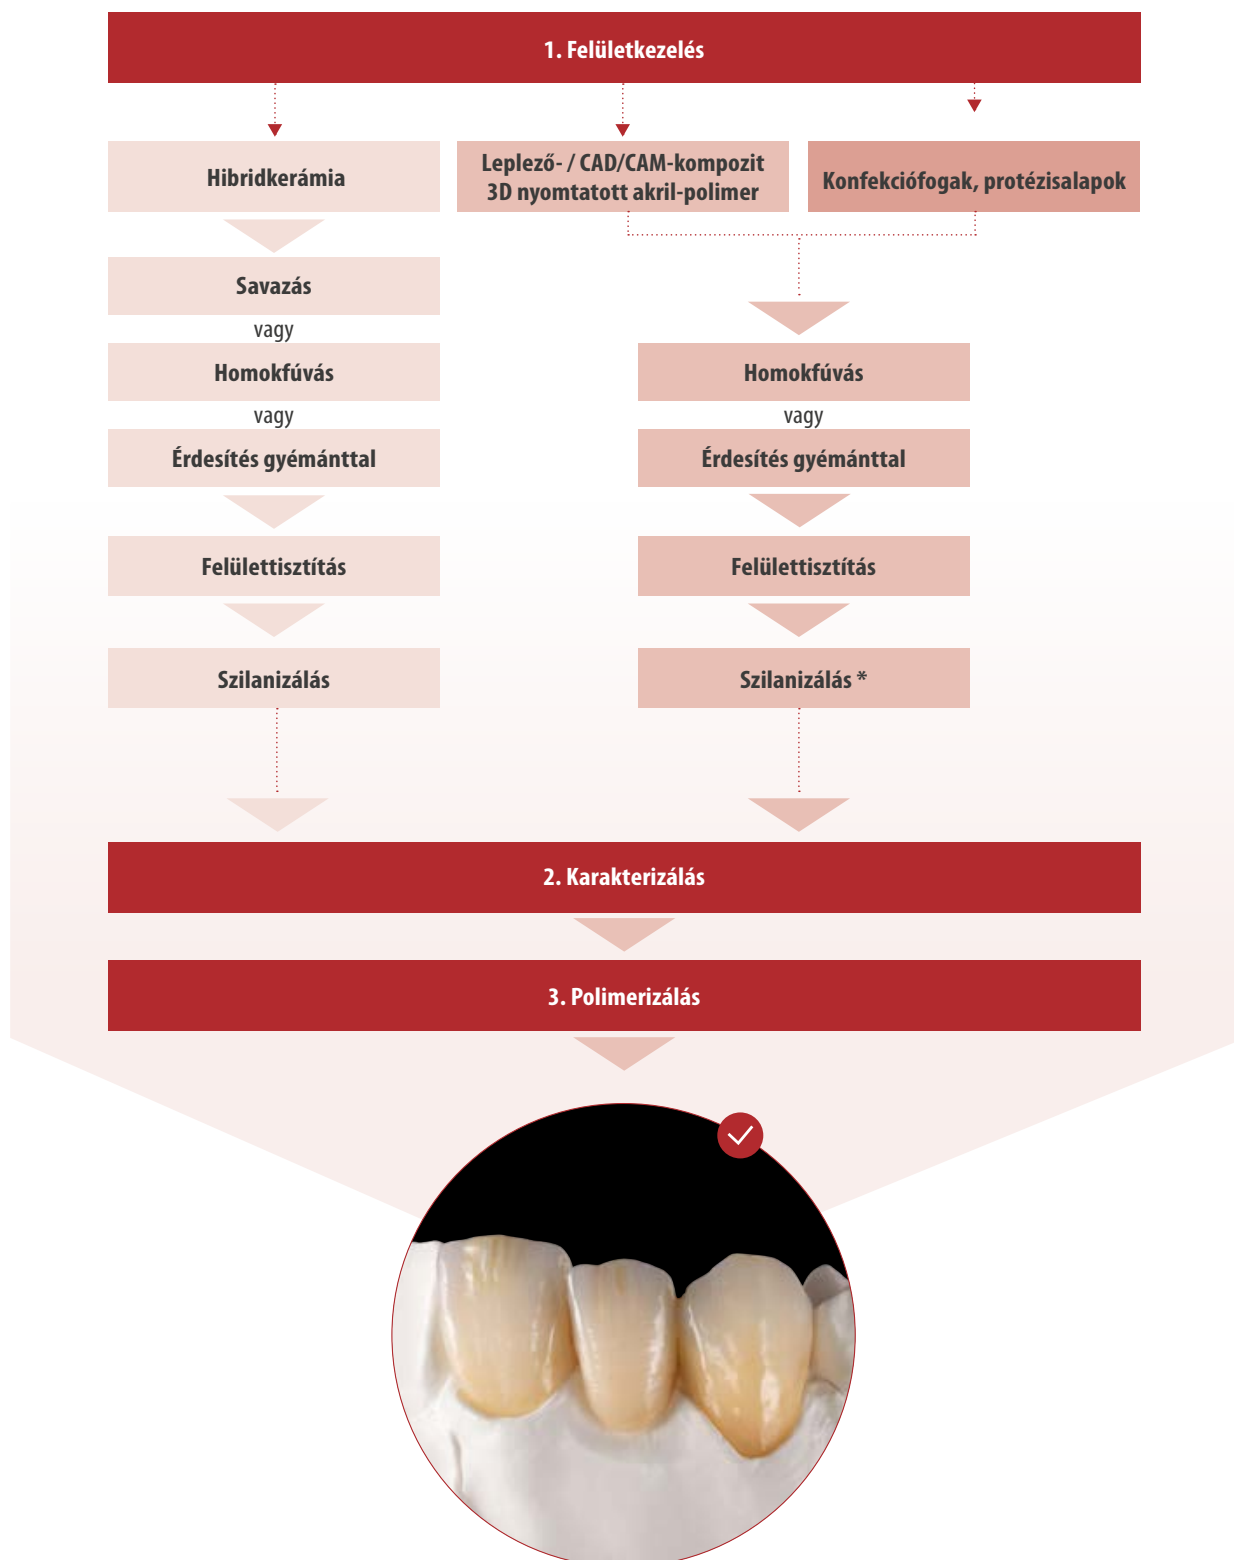 1. Felületkezelés
Hibridkerámia
Leplező- / CAD/CAM-kompozit
3D nyomtatott akril-polimer
Konfekciófogak, protézisalapok
Savazás
vagy
Homokfúvás
vagy
Érdesítés gyémánttal
Felülettisztítás
Szilanizálás
Homokfúvás
vagy
Érdesítés gyémánttal
Felülettisztítás
Szilanizálás *
2. Karakterizálás
3. Polimerizálás